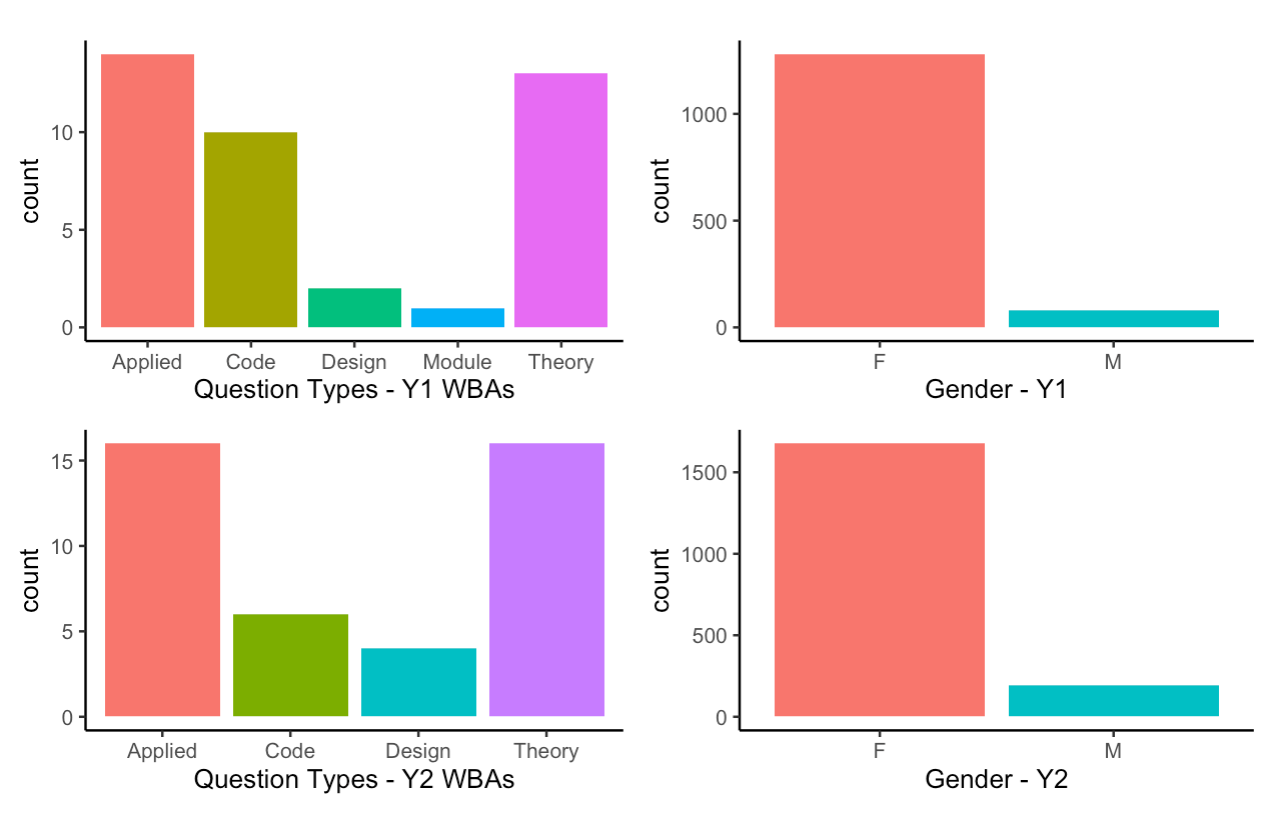 count
10
5
0
Applied Code Design Module Theory
Question Types - Y1 WBAs
count
1000
500
0
F M
Gender - Y1
count
15
10
5
0
Applied Code Design Theory
Question Types - Y2 WBAs
count
1500
1000
500
0
F M
Gender - Y2